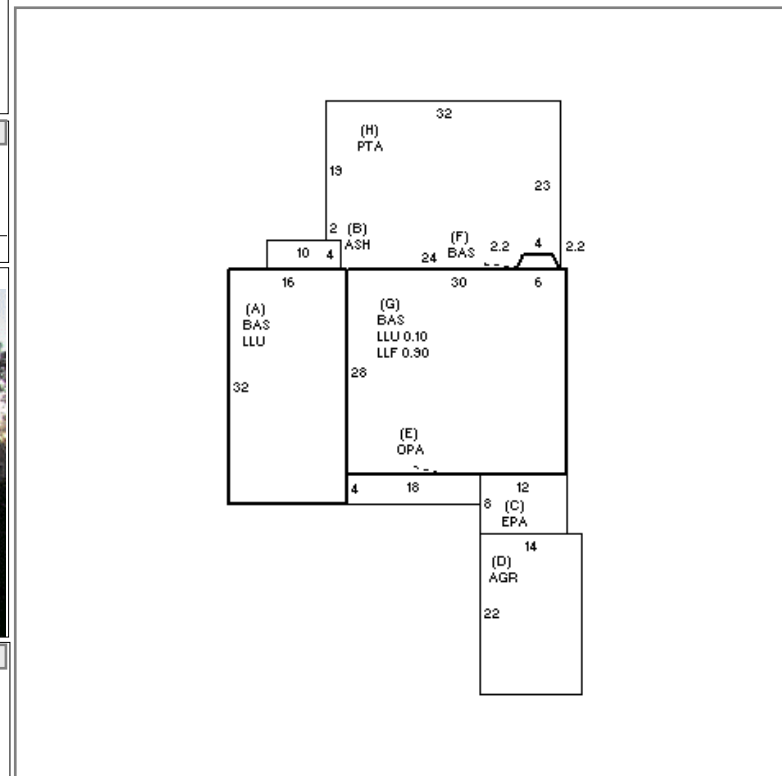 32
(H)
PTA
19
23
2 (B)
ASH
(F)
BAS
2.2 4 2.2
10 4
24
16
30 6
(A)
BAS
LLU
(G)
BAS
LLU 0.10
LLF 0.90
28
32
(E)
OPA
4 18 12
8 (C)
EPA
14
(D)
AGR
22